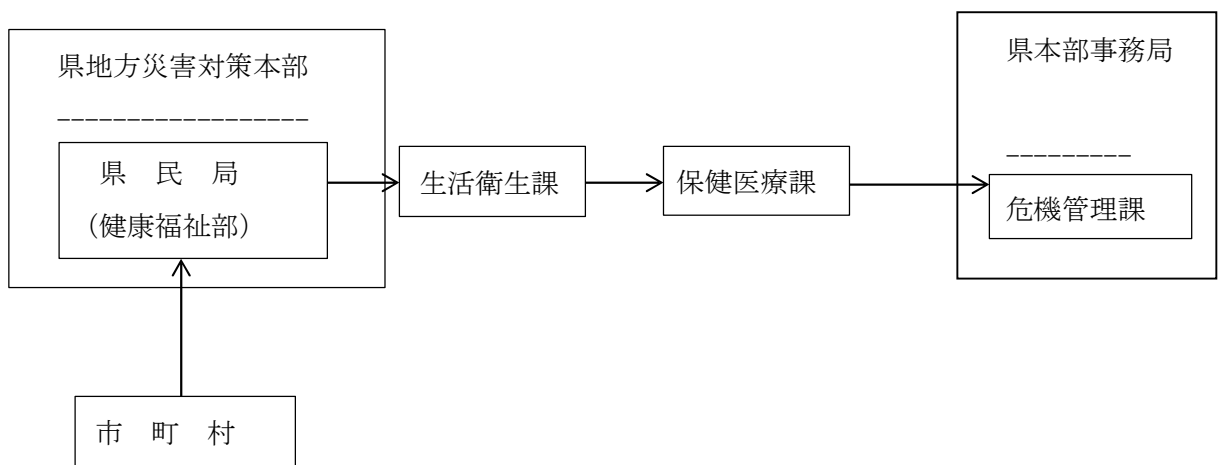 県地方災害対策本部
------------------
県　民　局
（健康福祉部）
生活衛生課
保健医療課
県本部事務局
---------
危機管理課
市　町　村